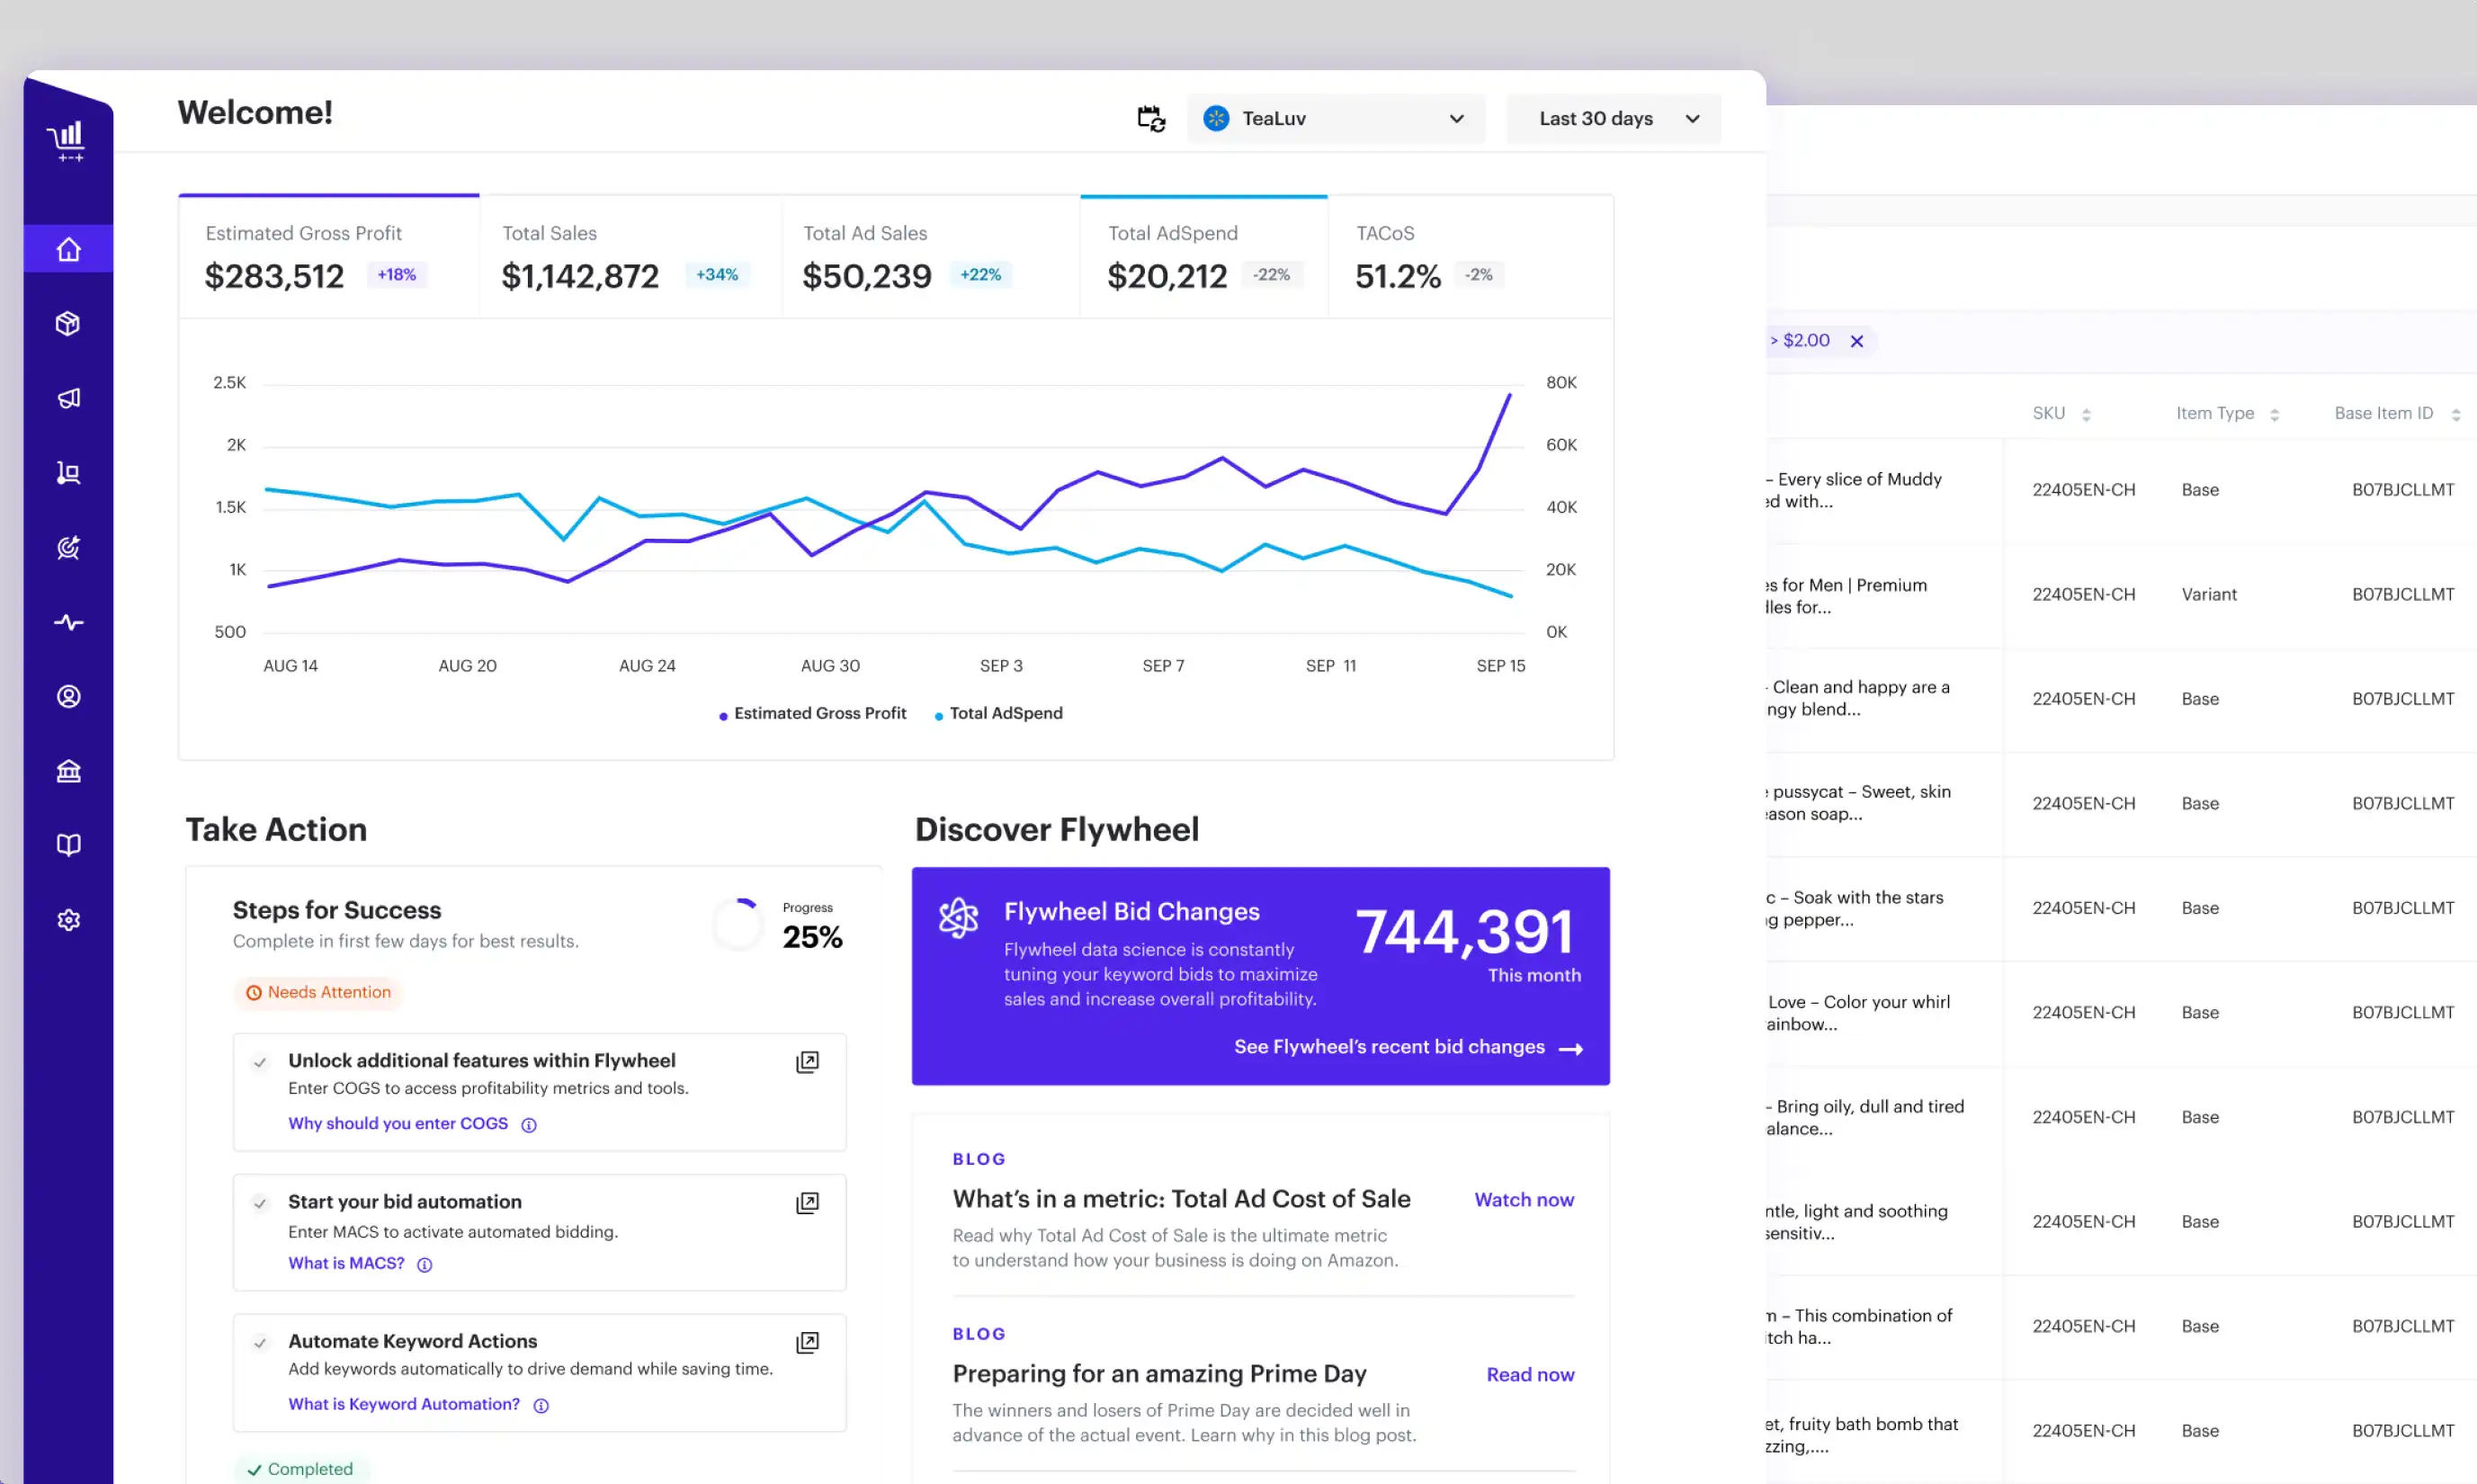 Welcome!
TeaLuv
Last 30 days
Estimated Gross Profit
$283,512 +18%
Total Sales
$1,142,872 +34%
Total Ad Sales
$50,239 +22%
Total AdSpend
$20,212 -22%
TACoS
51.2% -2%
2.5K
2K
1.5K
1K
500
80K
60K
40K
20K
0K
AUG 14 AUG 20 AUG 24 AUG 30 SEP 3 SEP 7 SEP 11 SEP 15
Estimated Gross Profit Total AdSpend
Take Action
Steps for Success
Complete in first few days for best results.
Progress
25%
Needs Attention
Unlock additional features within Flywheel
Enter COGS to access profitability metrics and tools.
Why should you enter COGS
Start your bid automation
Enter MACS to activate automated bidding.
What is MACS?
Automate Keyword Actions
Add keywords automatically to drive demand while saving time.
What is Keyword Automation?
Completed
Discover Flywheel
Flywheel Bid Changes
Flywheel data science is constantly
tuning your keyword bids to maximize
sales and increase overall profitability.
744,391
This month
See Flywheel’s recent bid changes →
BLOG
What’s in a metric: Total Ad Cost of Sale
Watch now
Read why Total Ad Cost of Sale is the ultimate metric
to understand how your business is doing on Amazon.
BLOG
Preparing for an amazing Prime Day
Read now
The winners and losers of Prime Day are decided well in
advance of the actual event. Learn why in this blog post.
> $2.00
SKU Item Type Base Item ID
– Every slice of Muddy
ed with...
22405EN-CH Base B07BJCLLMT
es for Men | Premium
dles for...
22405EN-CH Variant B07BJCLLMT
- Clean and happy are a
ngy blend...
22405EN-CH Base B07BJCLLMT
pussycat – Sweet, skin
eason soap...
22405EN-CH Base B07BJCLLMT
c – Soak with the stars
g pepper...
22405EN-CH Base B07BJCLLMT
Love – Color your whirl
rainbow...
22405EN-CH Base B07BJCLLMT
– Bring oily, dull and tired
alance...
22405EN-CH Base B07BJCLLMT
ntle, light and soothing
sensitiv...
22405EN-CH Base B07BJCLLMT
m – This combination of
itch ha...
22405EN-CH Base B07BJCLLMT
et, fruity bath bomb that
zzing,....
22405EN-CH Base B07BJCLLMT